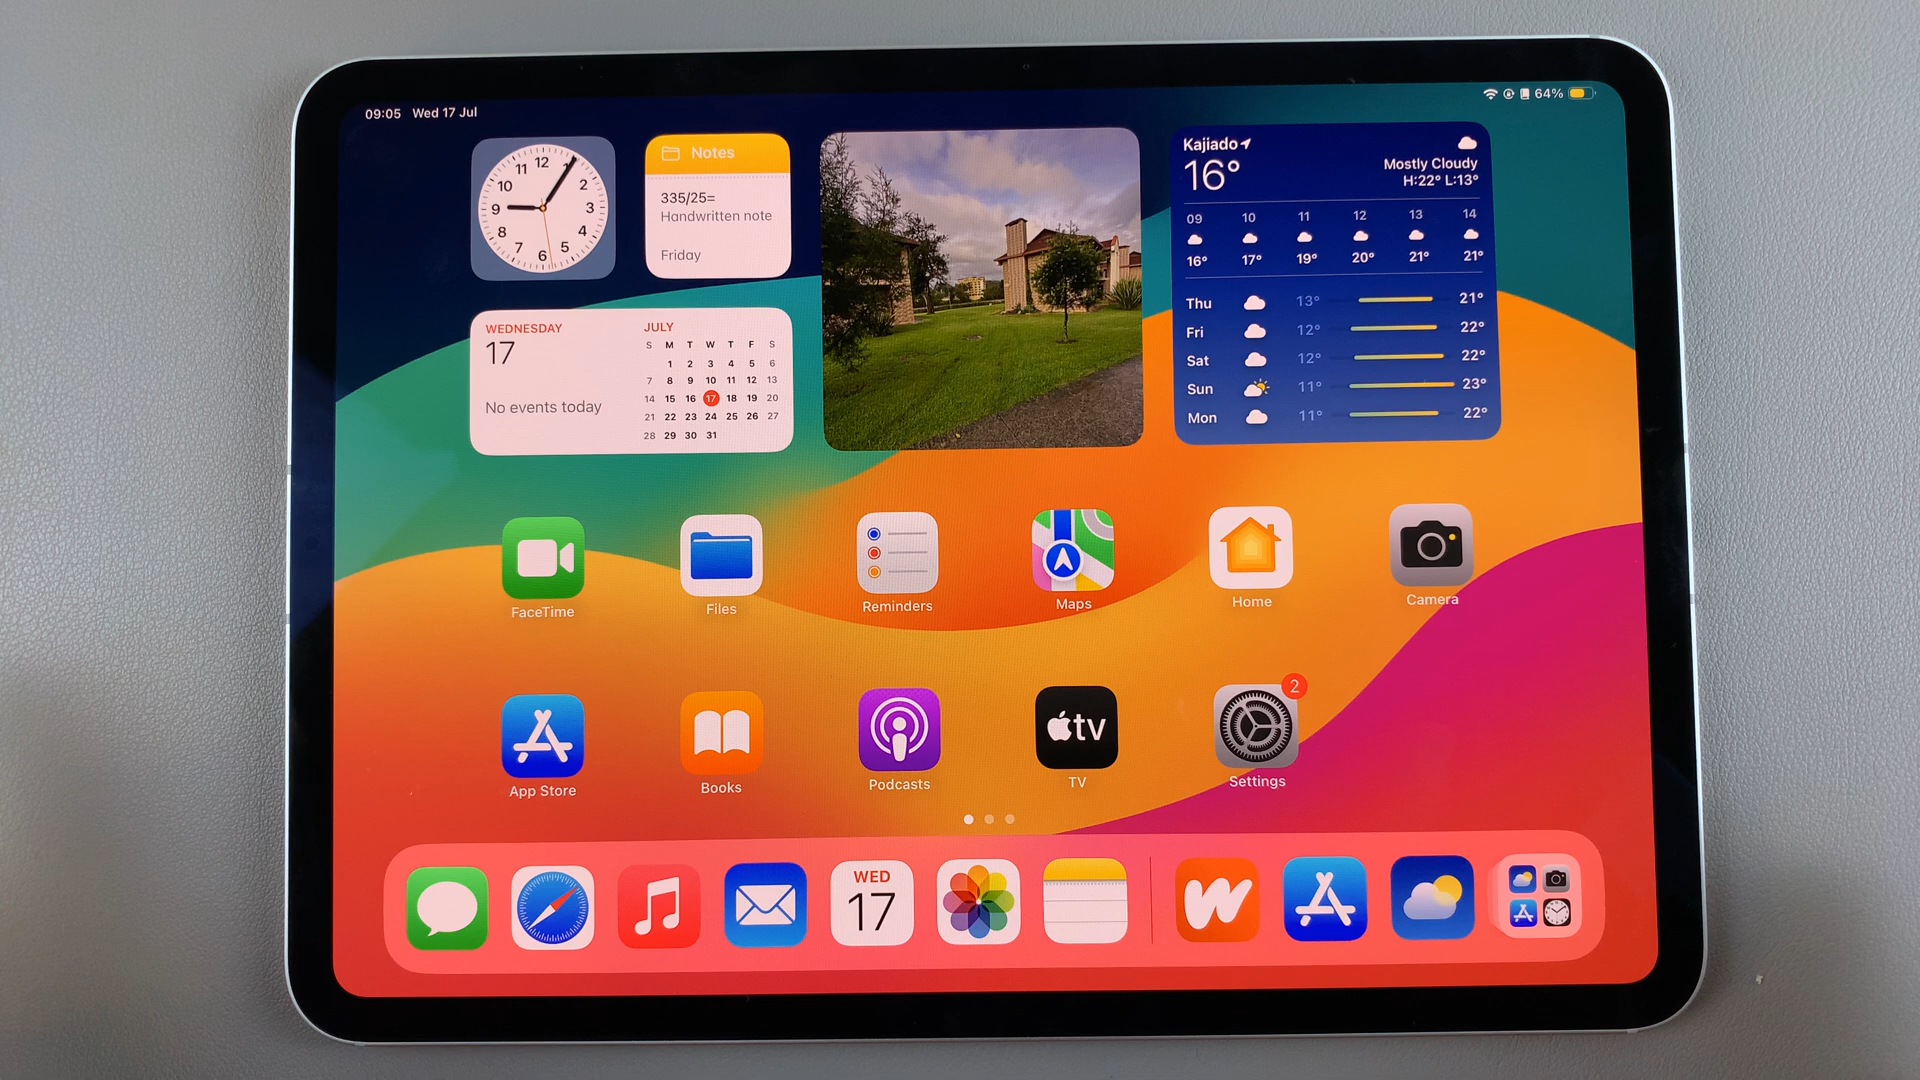 09:05 Wed 17 Jul
64%
12
11 1
10 2
9 3
8 4
7 5
6
Notes
335/25=
Handwritten note
Friday
Kajiado
16°
Mostly Cloudy
H:22° L:13°
09 10 11 12 13 14
16° 17° 19° 20° 21° 21°
Thu 13° 21°
Fri 12° 22°
Sat 12° 22°
Sun 11° 23°
Mon 11° 22°
WEDNESDAY
17
No events today
JULY
S M T W T F S
1 2 3 4 5 6
7 8 9 10 11 12 13
14 15 16 17 18 19 20
21 22 23 24 25 26 27
28 29 30 31
FaceTime
Files
Reminders
Maps
Home
Camera
tv
2
App Store
Books
Podcasts
TV
Settings
WED
17
W